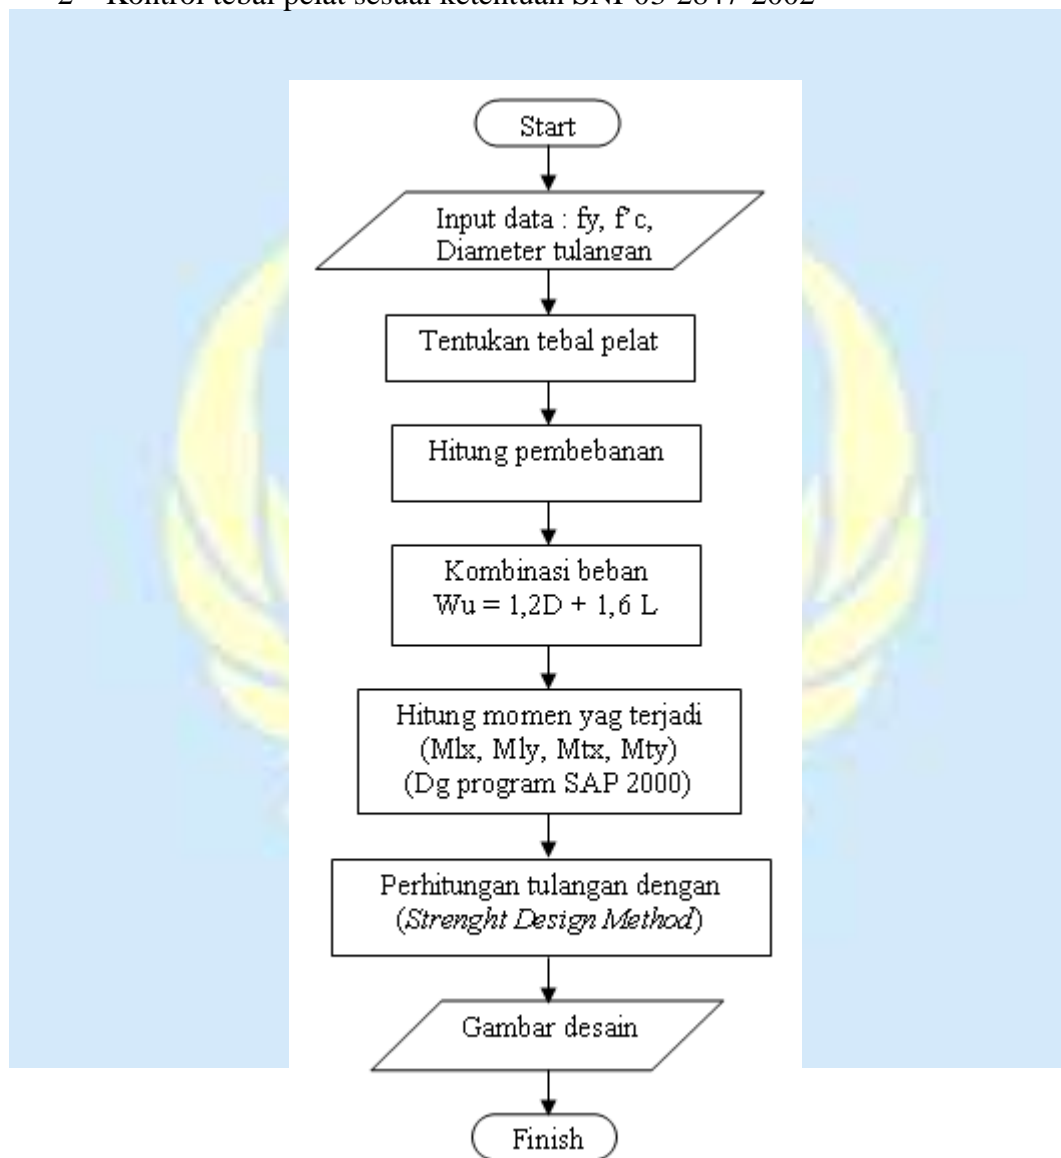 2 Kontrol tebal pelat sesuai ketentuan SNI 03-2847-2002
Start
Input data : fy, f'c,
Diameter tulangan
Tentukan tebal pelat
Hitung pembebanan
Kombinasi beban
Wu = 1,2D + 1,6 L
Hitung momen yag terjadi
(Mlx, Mly, Mtx, Mty)
(Dg program SAP 2000)
Perhitungan tulangan dengan
(Strenght Design Method)
Gambar desain
Finish